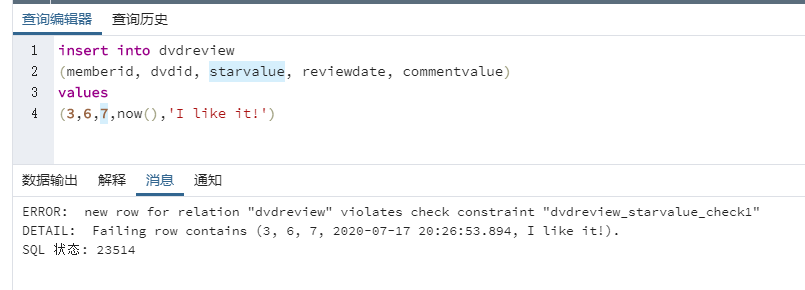 查询编辑器 查询历史
1 insert into dvdreview
2 (memberid, dvdid, starvalue, reviewdate, commentvalue)
3 values
4 (3,6,7,now(),'I like it!')
数据输出 解释 消息 通知
ERROR:  new row for relation "dvdreview" violates check constraint "dvdreview_starvalue_check1"
DETAIL:  Failing row contains (3, 6, 7, 2020-07-17 20:26:53.894, I like it!).
SQL 状态: 23514